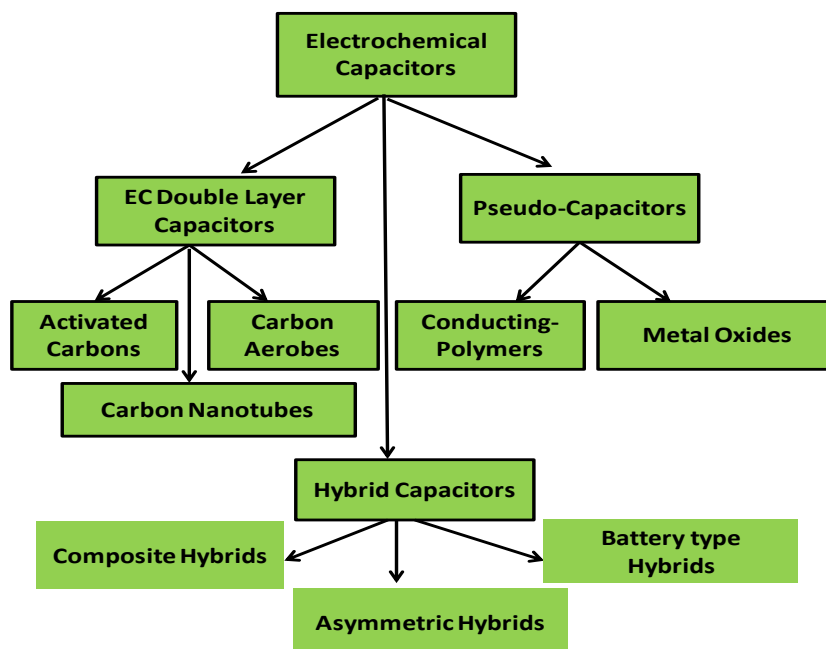 Electrochemical
Capacitors
EC Double Layer
Capacitors
Pseudo-Capacitors
Activated
Carbons
Carbon
Aerobes
Conducting-
Polymers
Metal Oxides
Carbon Nanotubes
Hybrid Capacitors
Composite Hybrids
Battery type
Hybrids
Asymmetric Hybrids